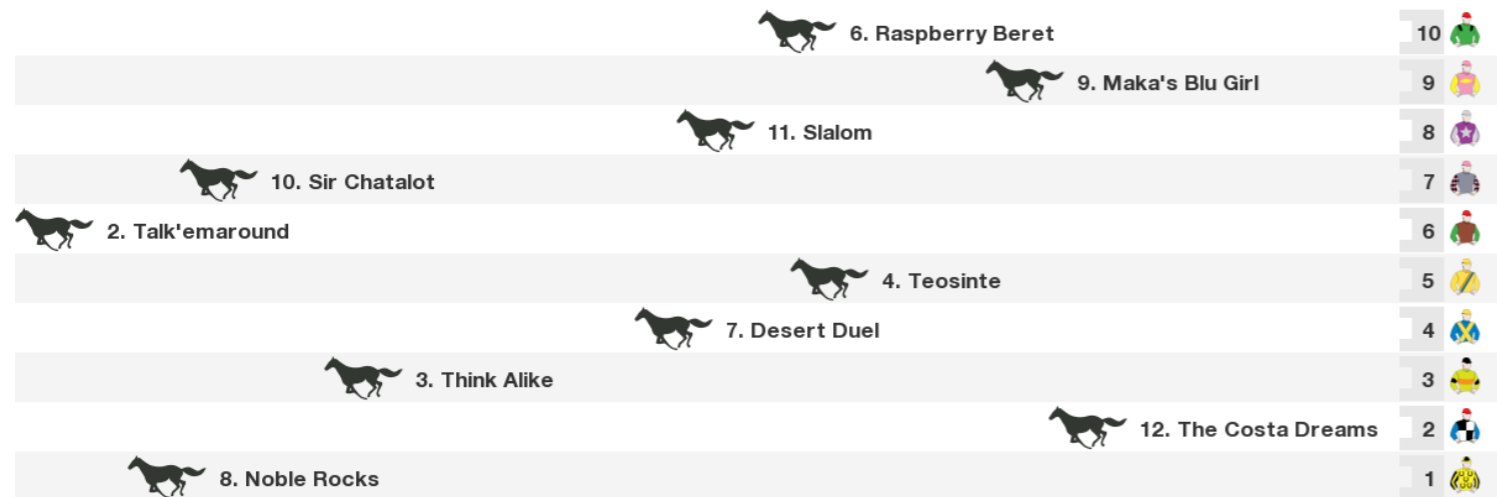 6. Raspberry Beret 10
9. Maka's Blu Girl 9
11. Slalom 8
10. Sir Chatalot 7
2. Talk'emaround 6
4. Teosinte 5
7. Desert Duel 4
3. Think Alike 3
12. The Costa Dreams 2
8. Noble Rocks 1